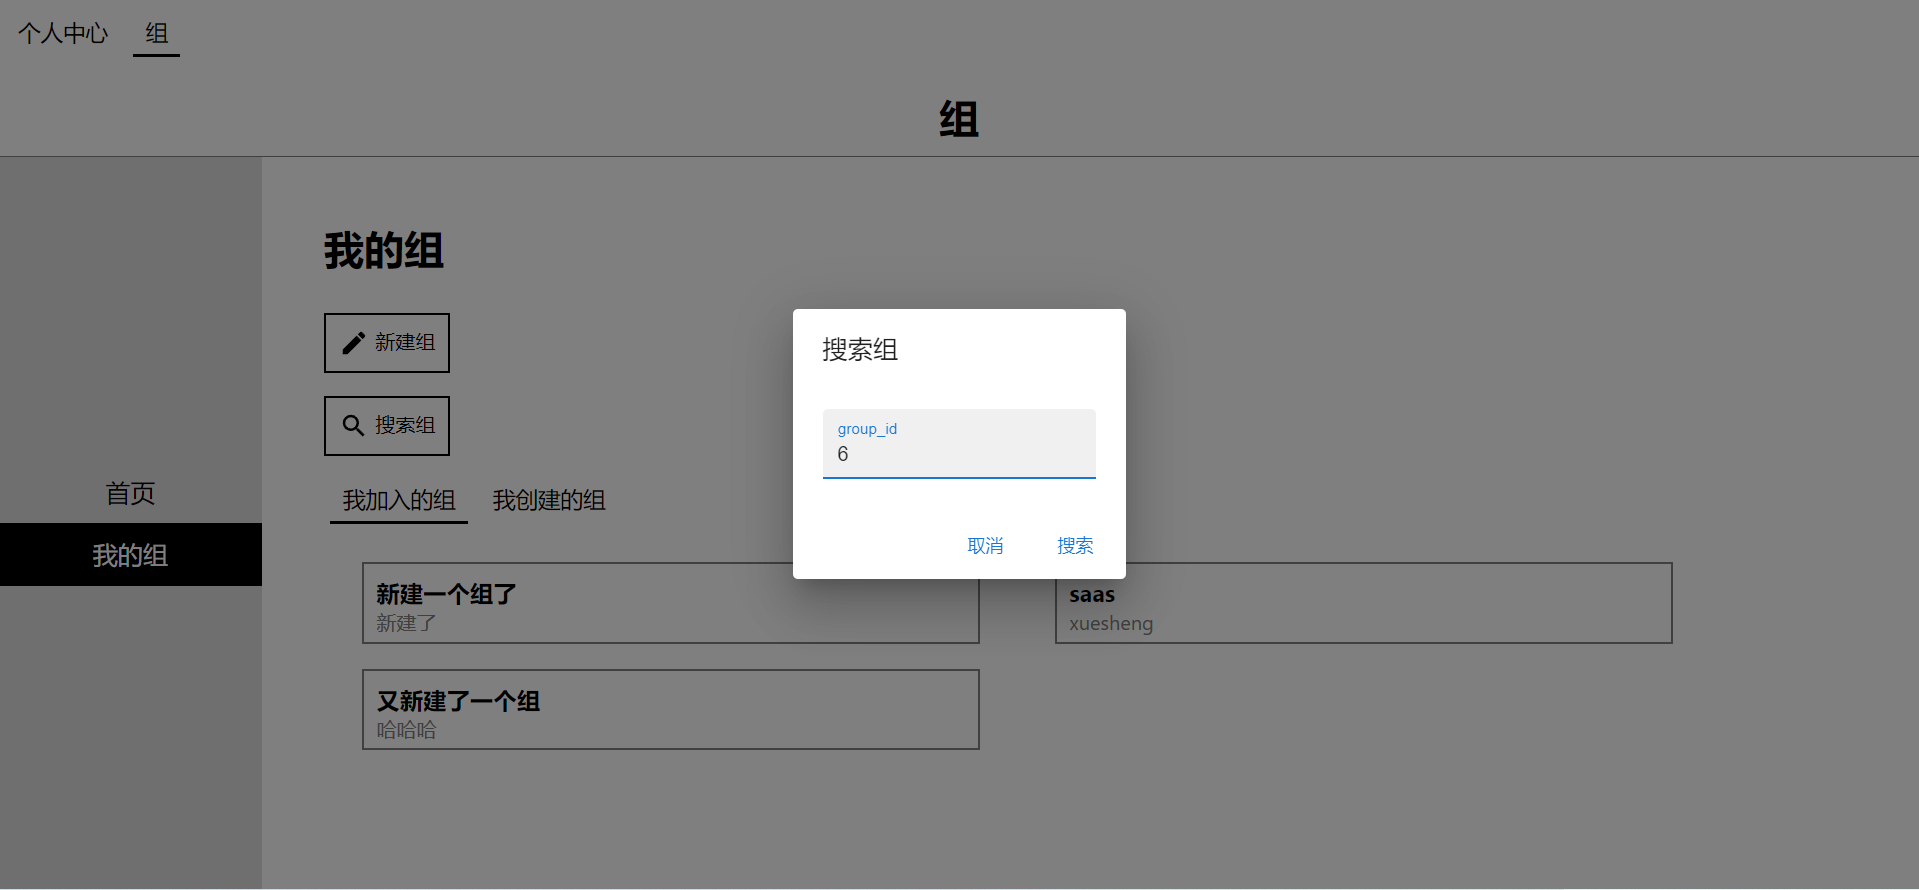 个人中心 组
组
我的组
新建组
搜索组
首页
我的组
我加入的组 我创建的组
新建一个组了
新建了
saas
xuesheng
又新建了一个组
哈哈哈
搜索组
group_id
6
取消 搜索